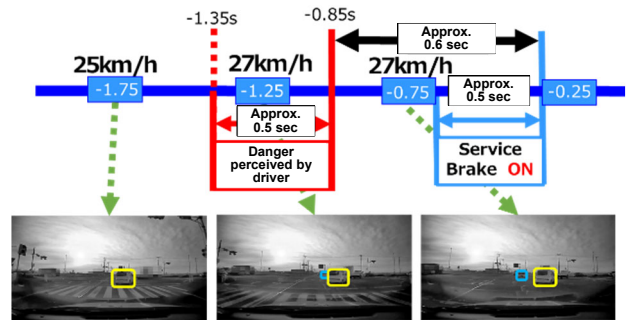 -1.35s
-0.85s
Approx.
0.6 sec
25km/h
27km/h
27km/h
-1.75
-1.25
-0.75
Approx.
0.5 sec
-0.25
Approx.
0.5 sec
Danger
perceived by
driver
Service
Brake ON